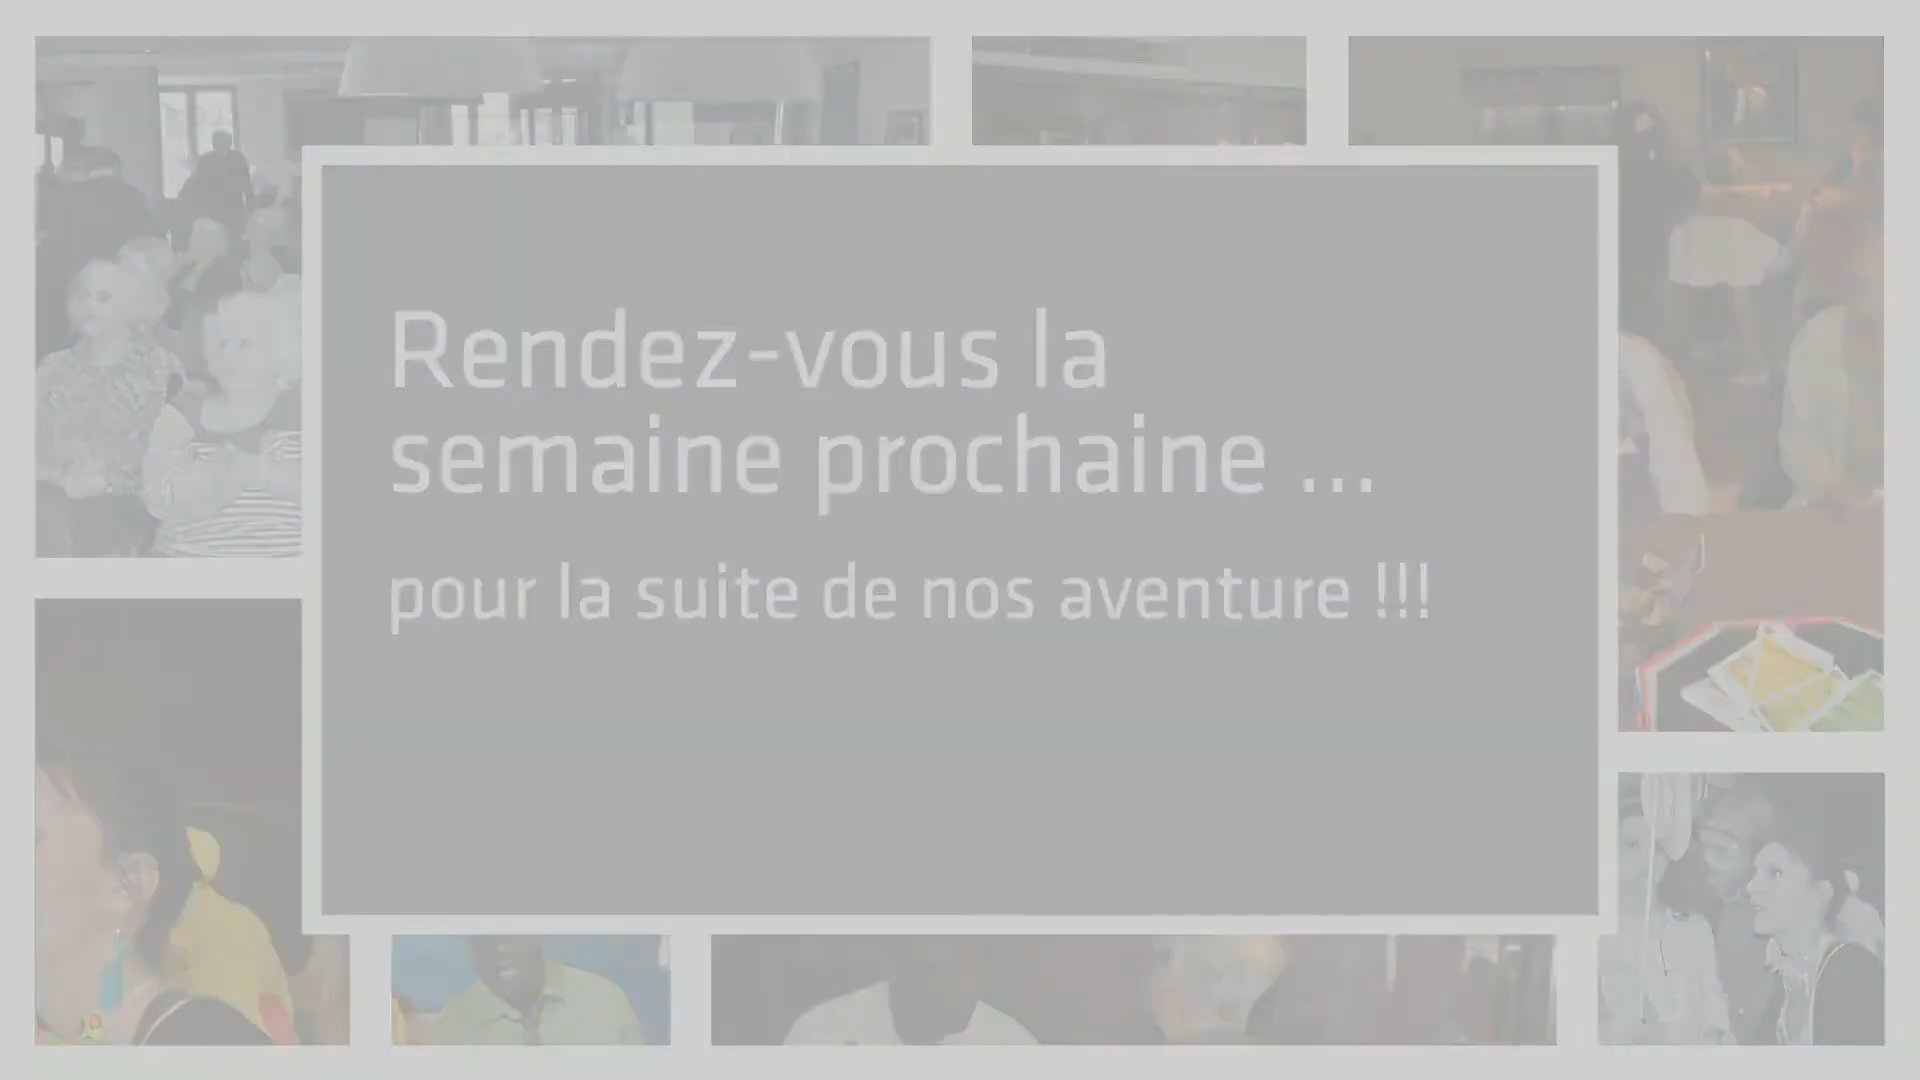 Rendez-vous la
semaine prochaine ...
pour la suite de nos aventure !!!